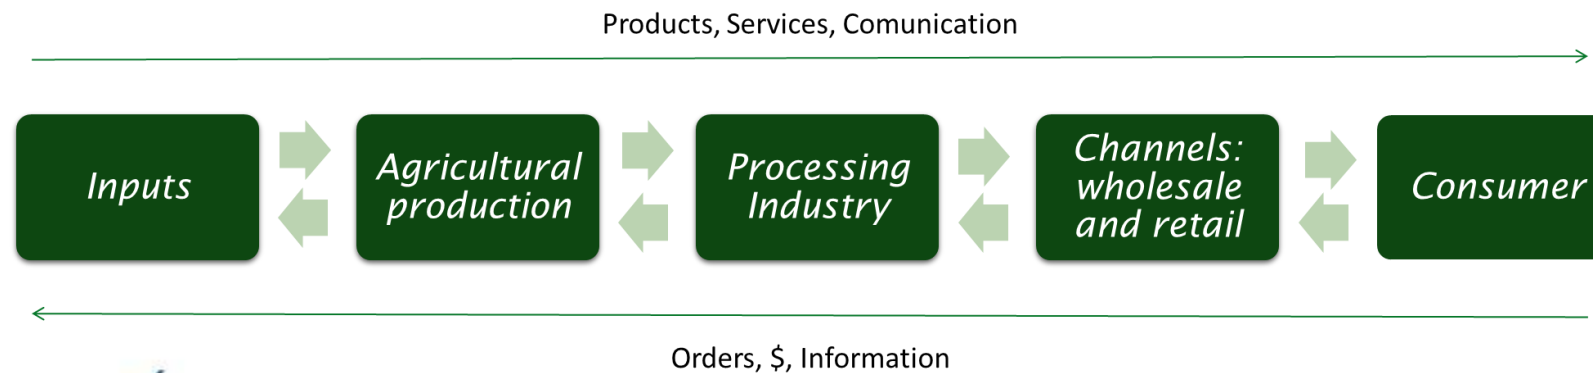 Products, Services, Comunication
Inputs
Agricultural
production
Processing
Industry
Channels:
wholesale
and retail
Consumer
Orders, $, Information